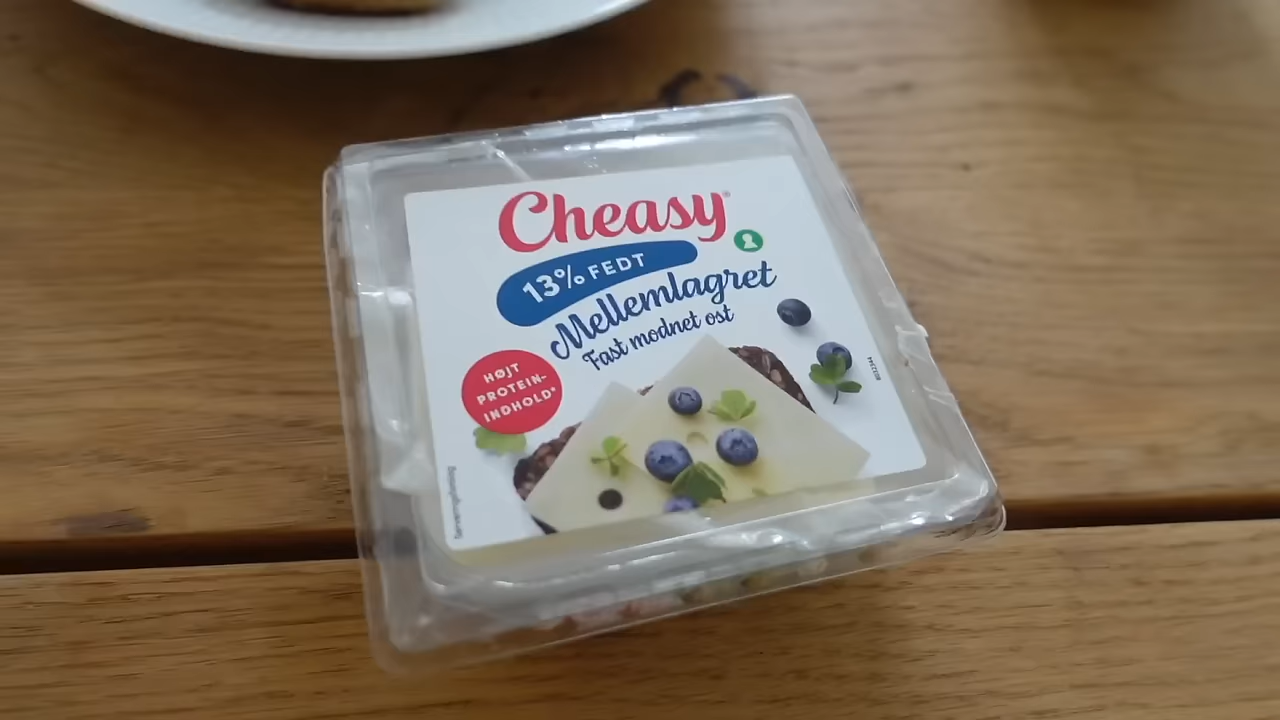 Cheasy®
13% FEDT
Mellemlagret
Fast modnet ost
HØJT
PROTEIN-
INDHOLD*